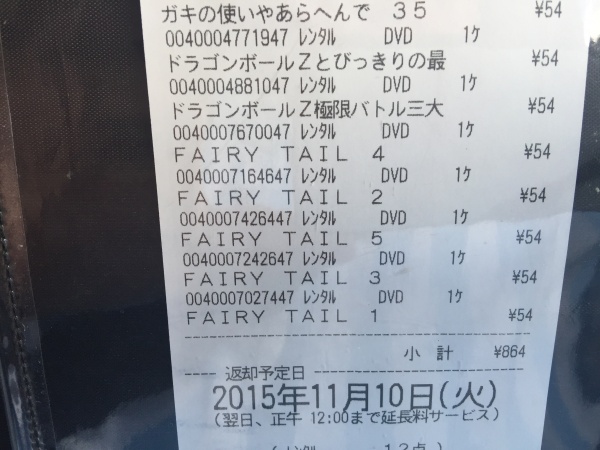 ガキの使いやあらへんで 35 ¥54
0040004771947 レンタル DVD 1ケ
ドラゴンボールZとびっきりの最 ¥54
0040004881047 レンタル DVD 1ケ
ドラゴンボールZ極限バトル三大 ¥54
0040007670047 レンタル DVD 1ケ
FAIRY TAIL 4 ¥54
0040007164647 レンタル DVD 1ケ
FAIRY TAIL 2 ¥54
0040007426447 レンタル DVD 1ケ
FAIRY TAIL 5 ¥54
0040007242647 レンタル DVD 1ケ
FAIRY TAIL 3 ¥54
0040007027447 レンタル DVD 1ケ
FAIRY TAIL 1 ¥54
小 計 ¥864
返却予定日
2015年11月10日(火)
(翌日、正午 12:00まで延長料サービス)